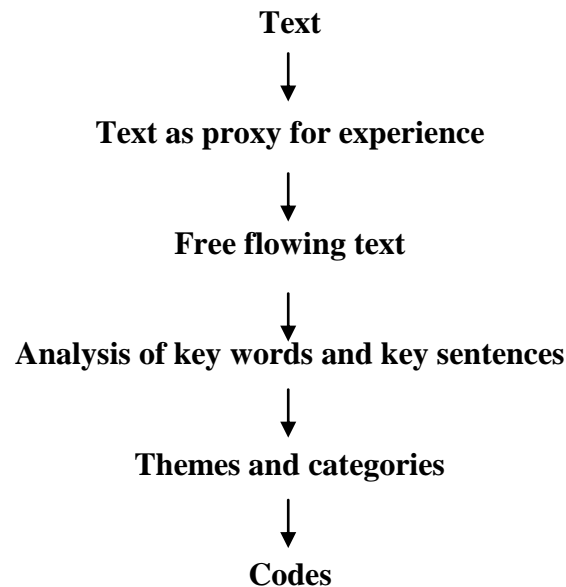 Text
Text as proxy for experience
Free flowing text
Analysis of key words and key sentences
Themes and categories
Codes